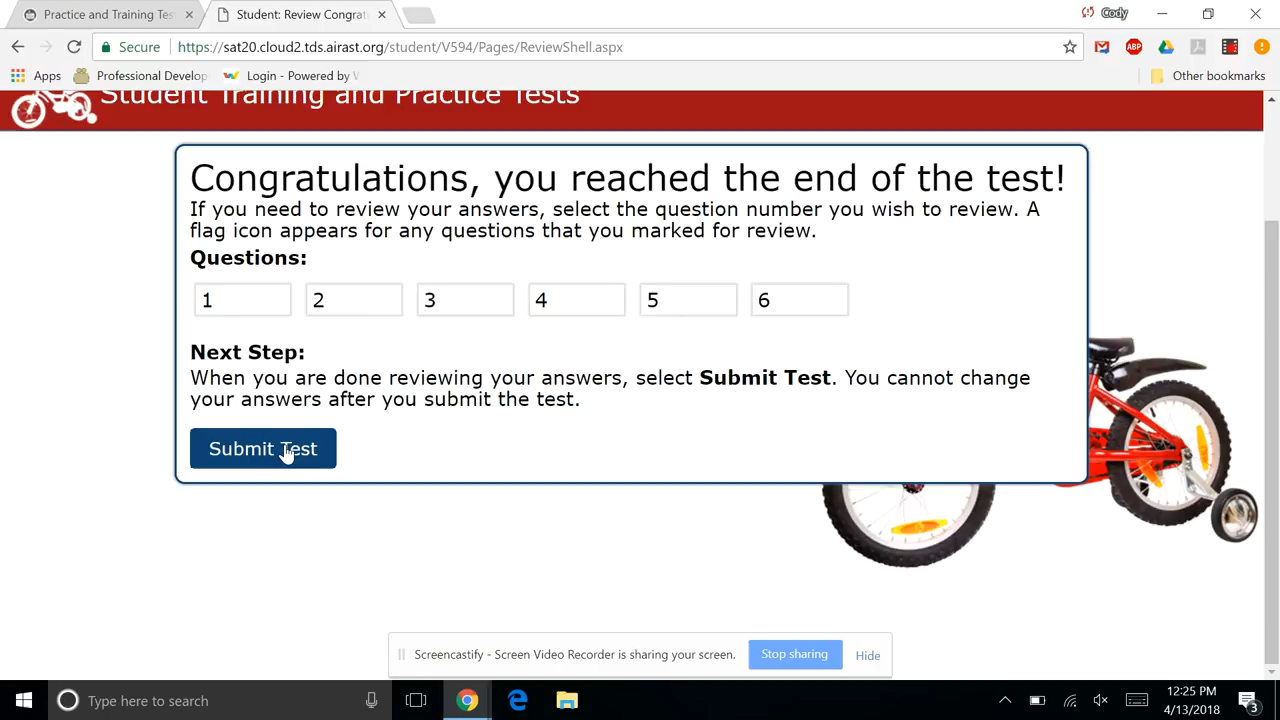 Practice and Training Tes
Student: Review Congrat
Cody
Secure
https://sat20.cloud2.tds.airast.org/student/V594/Pages/ReviewShell.aspx
ABP
Apps
Professional Develop
Login - Powered by W
Other bookmarks
Student Training and Practice Tests
Congratulations, you reached the end of the test!
If you need to review your answers, select the question number you wish to review. A
flag icon appears for any questions that you marked for review.
Questions:
1 2 3 4 5 6
Next Step:
When you are done reviewing your answers, select Submit Test. You cannot change
your answers after you submit the test.
Submit Test
Screencastify - Screen Video Recorder is sharing your screen.
Stop sharing
Hide
Type here to search
12:25 PM
4/13/2018
3